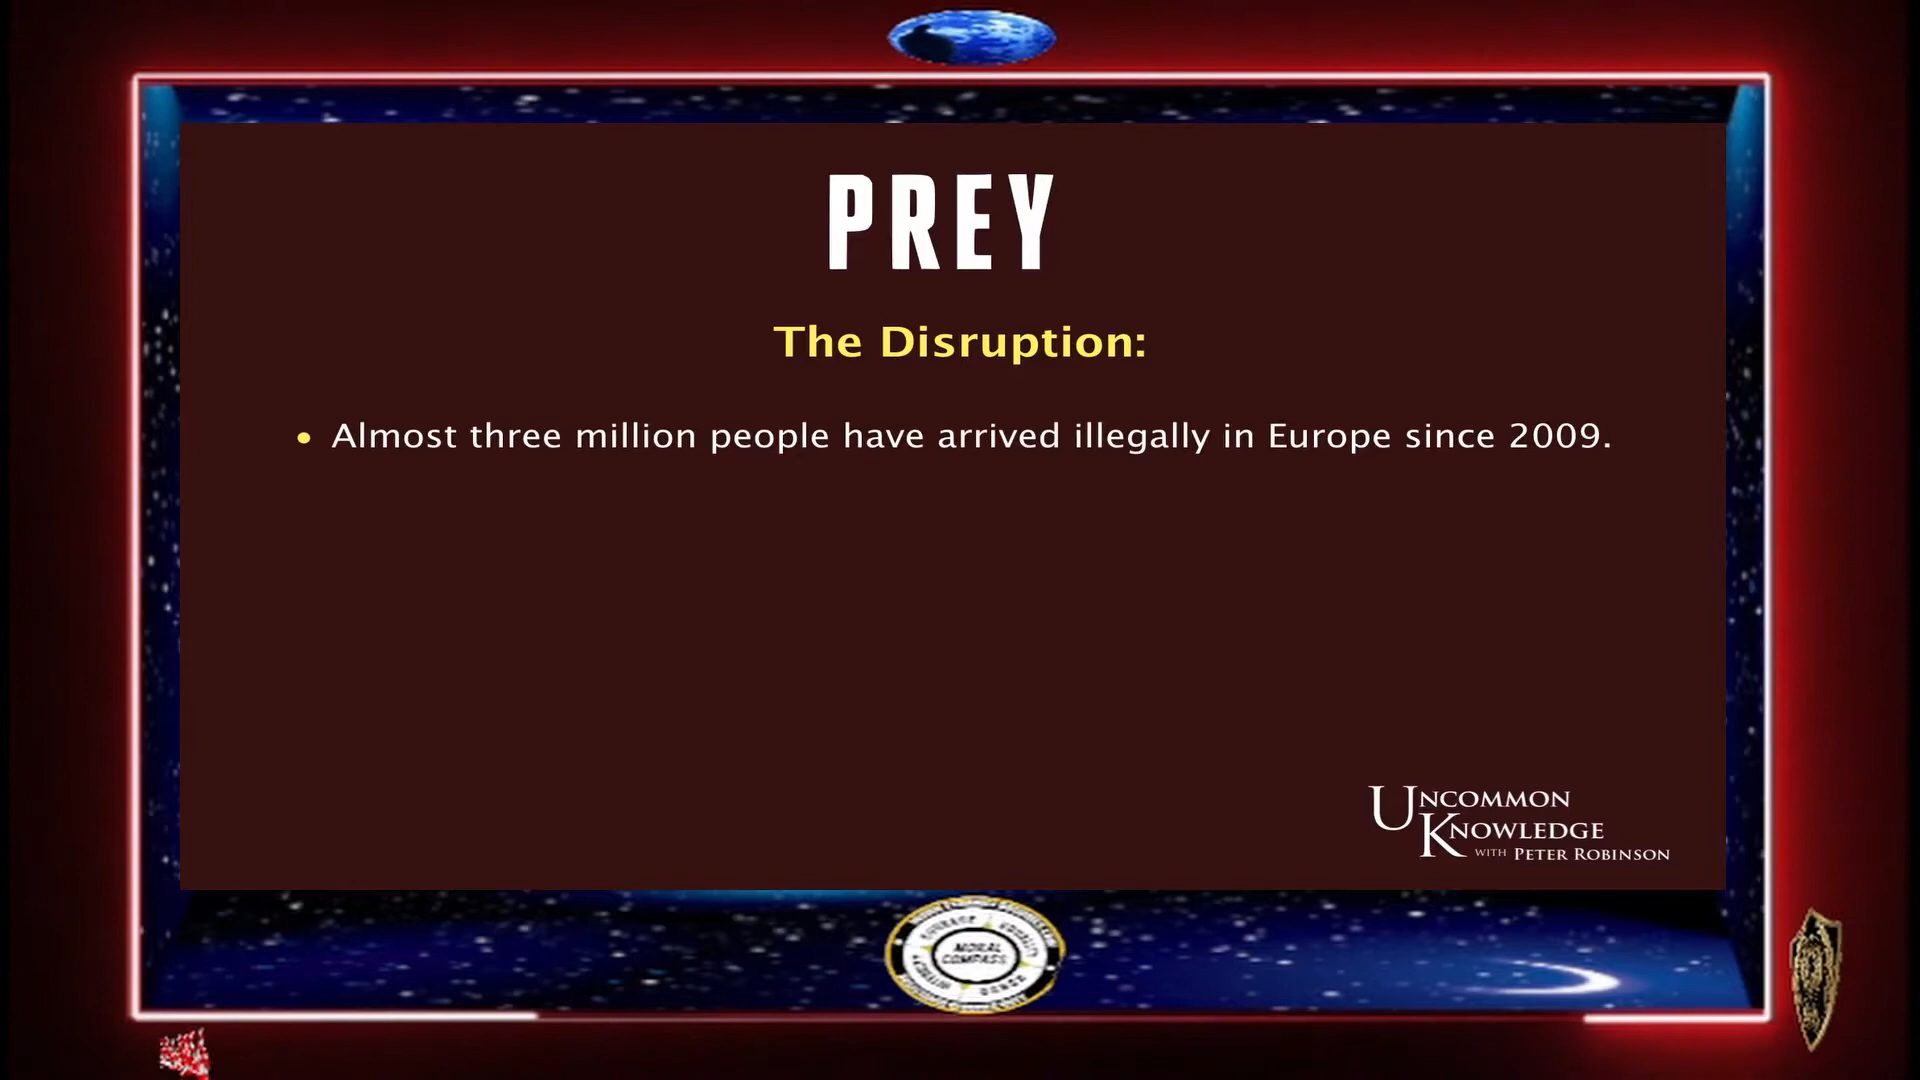 PREY
The Disruption:
• Almost three million people have arrived illegally in Europe since 2009.
UNCOMMON
KNOWLEDGE
WITH PETER ROBINSON
MORAL
COMPASS